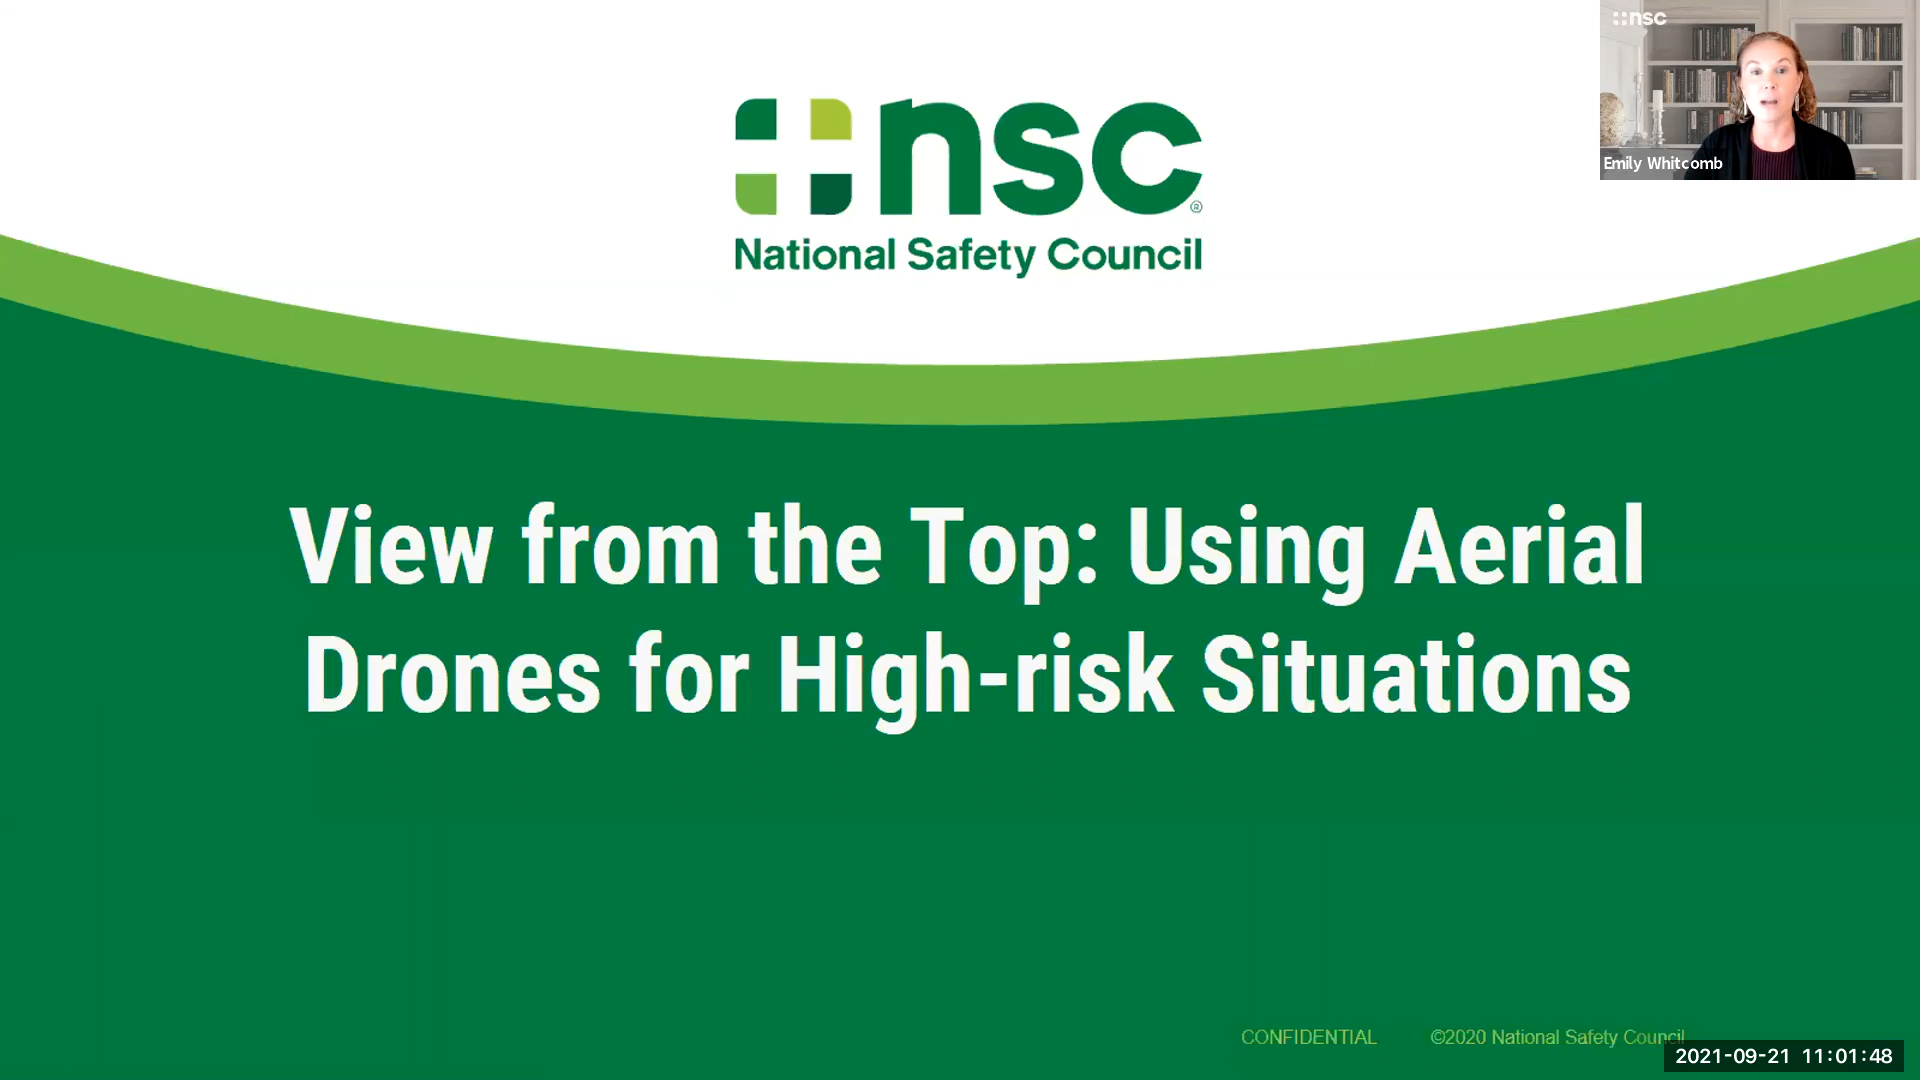 nsc
Emily Whitcomb
nsc®
National Safety Council
View from the Top: Using Aerial
Drones for High-risk Situations
CONFIDENTIAL ©2020 National Safety Council
2021-09-21 11:01:48